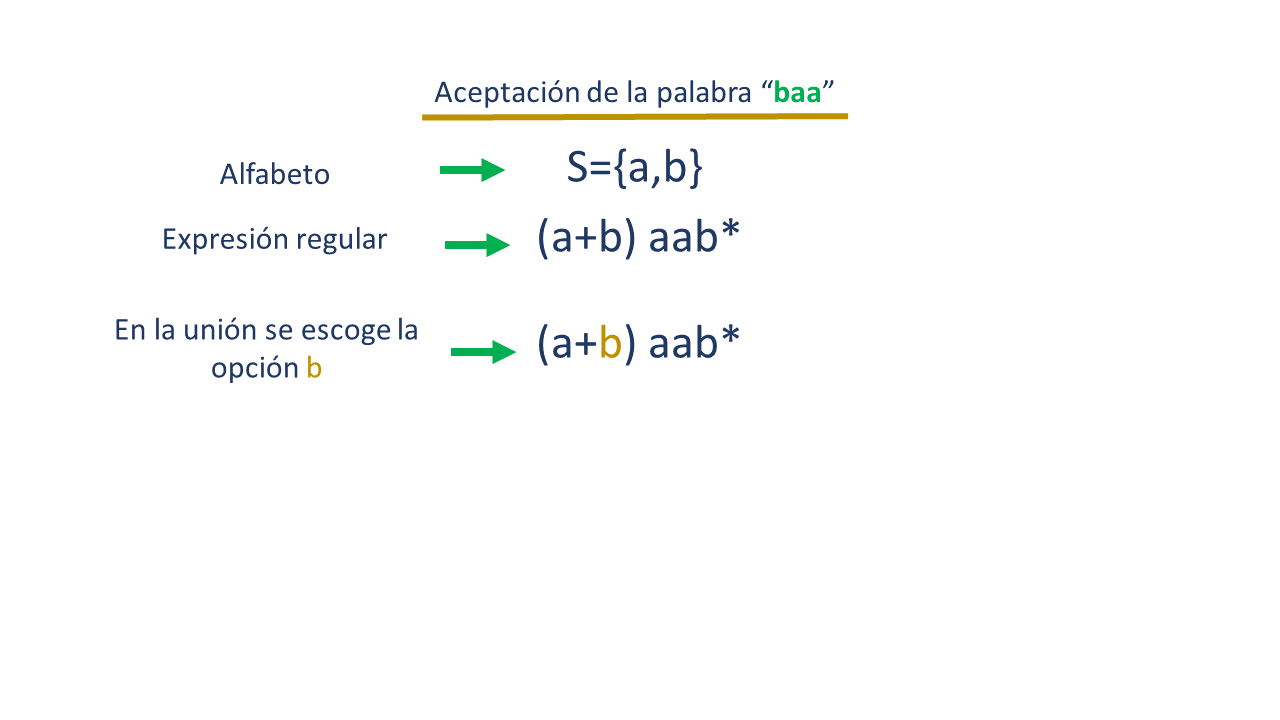 Aceptación de la palabra “baa”
Alfabeto
S={a,b}
Expresión regular
(a+b) aab*
En la unión se escoge la
opción b
(a+b) aab*